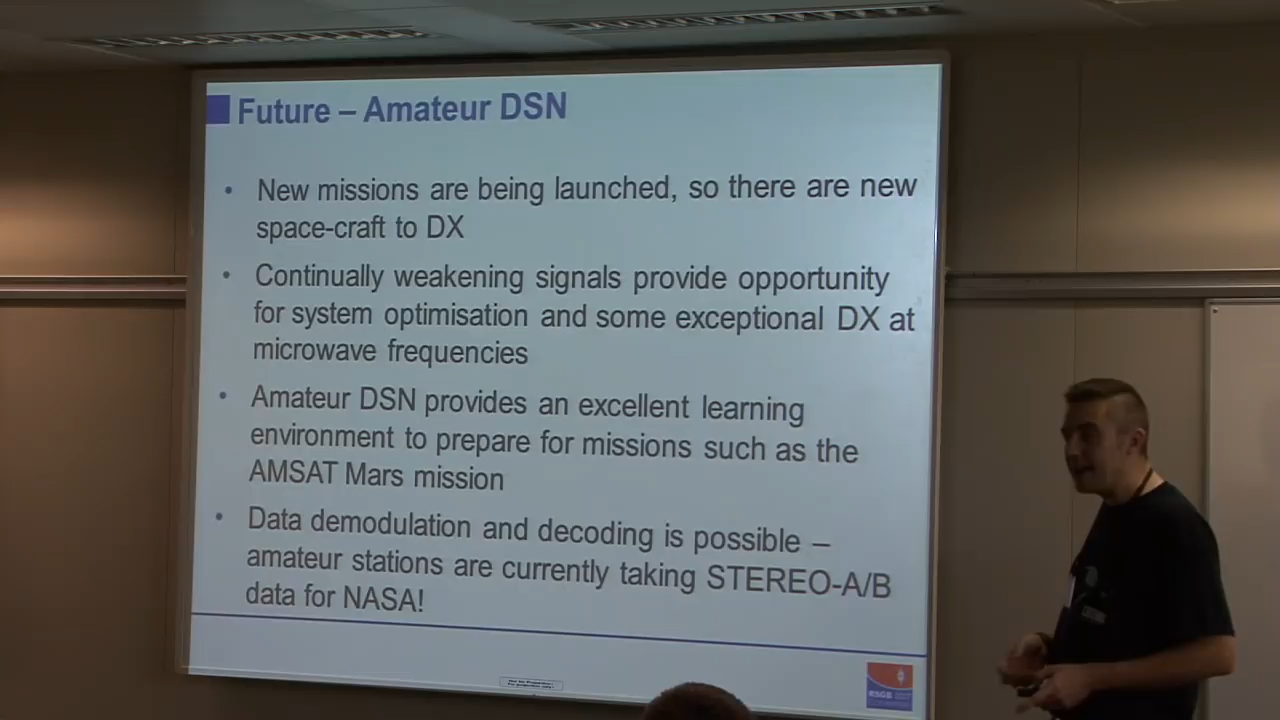 Future – Amateur DSN
• New missions are being launched, so there are new
space-craft to DX
• Continually weakening signals provide opportunity
for system optimisation and some exceptional DX at
microwave frequencies
• Amateur DSN provides an excellent learning
environment to prepare for missions such as the
AMSAT Mars mission
• Data demodulation and decoding is possible –
amateur stations are currently taking STEREO-A/B
data for NASA!
RSGB